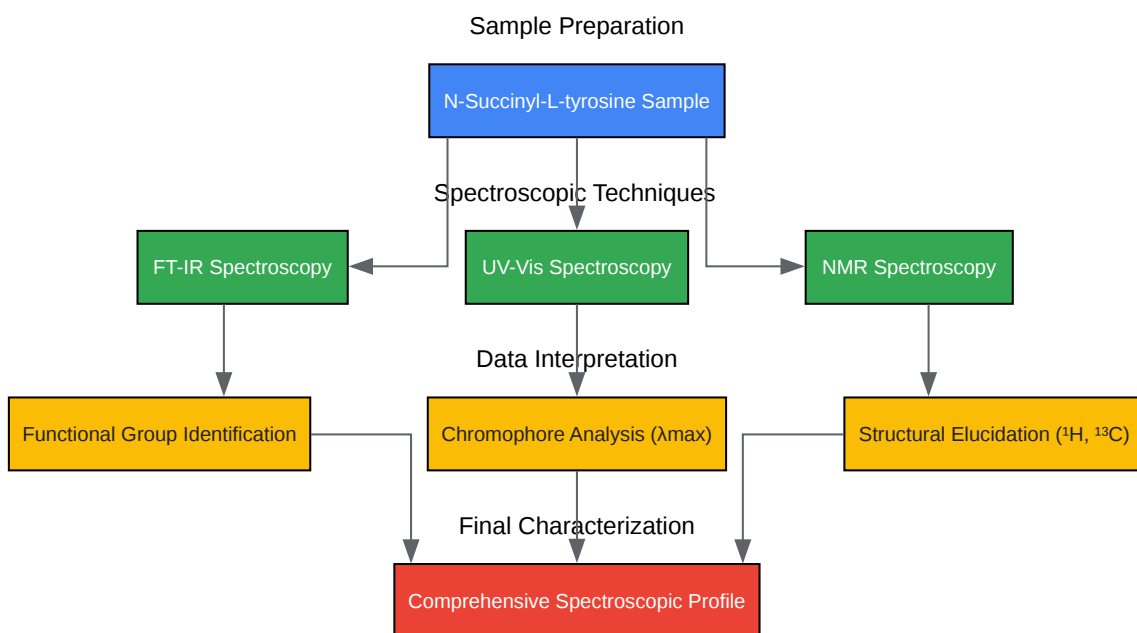 Sample Preparation
N-Succinyl-L-tyrosine Sample
Spectroscopic Techniques
FT-IR Spectroscopy
UV-Vis Spectroscopy
NMR Spectroscopy
Data Interpretation
Functional Group Identification
Chromophore Analysis (λmax)
Structural Elucidation (¹H, ¹³C)
Final Characterization
Comprehensive Spectroscopic Profile